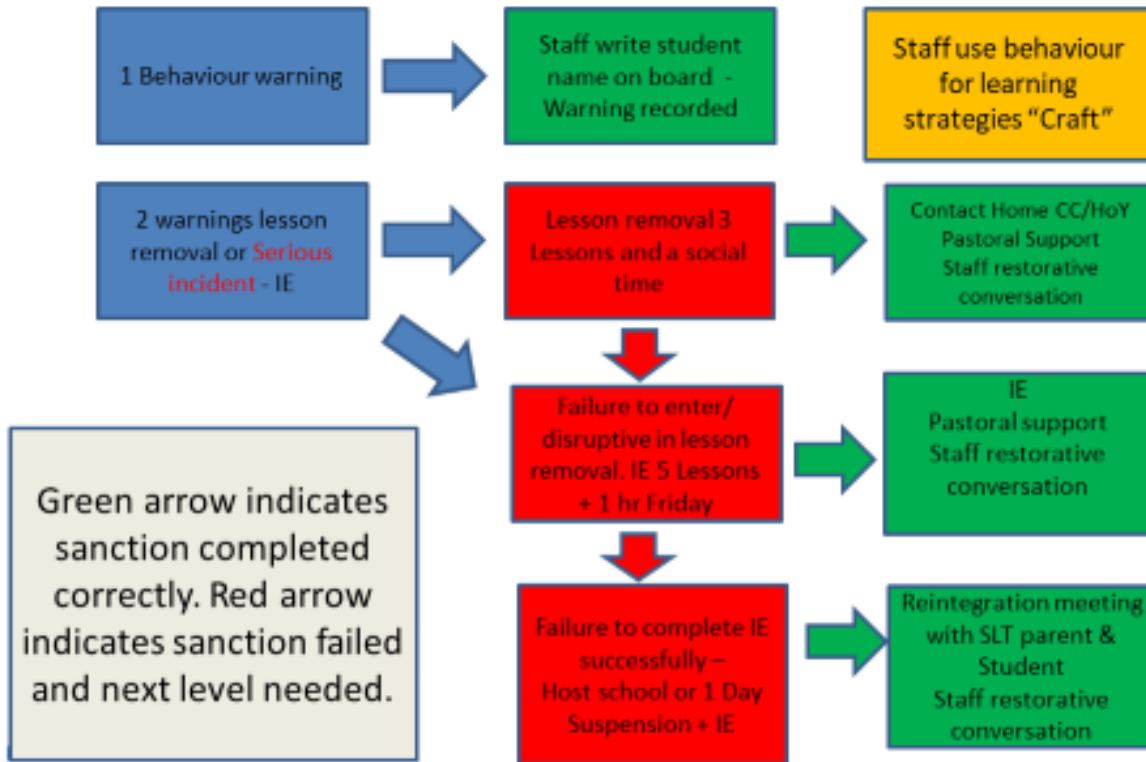 1 Behaviour warning
Staff write student
name on board -
Warning recorded
Staff use behaviour
for learning
strategies “Craft”
2 warnings lesson
removal or Serious
incident - IE
Lesson removal 3
Lessons and a social
time
Contact Home CC/HoY
Pastoral Support
Staff restorative
conversation
Failure to enter/
disruptive in lesson
removal. IE 5 Lessons
+ 1 hr Friday
IE
Pastoral support
Staff restorative
conversation
Green arrow indicates
sanction completed
correctly. Red arrow
indicates sanction failed
and next level needed.
Failure to complete IE
successfully –
Host school or 1 Day
Suspension + IE
Reintegration meeting
with SLT parent &
Student
Staff restorative
conversation